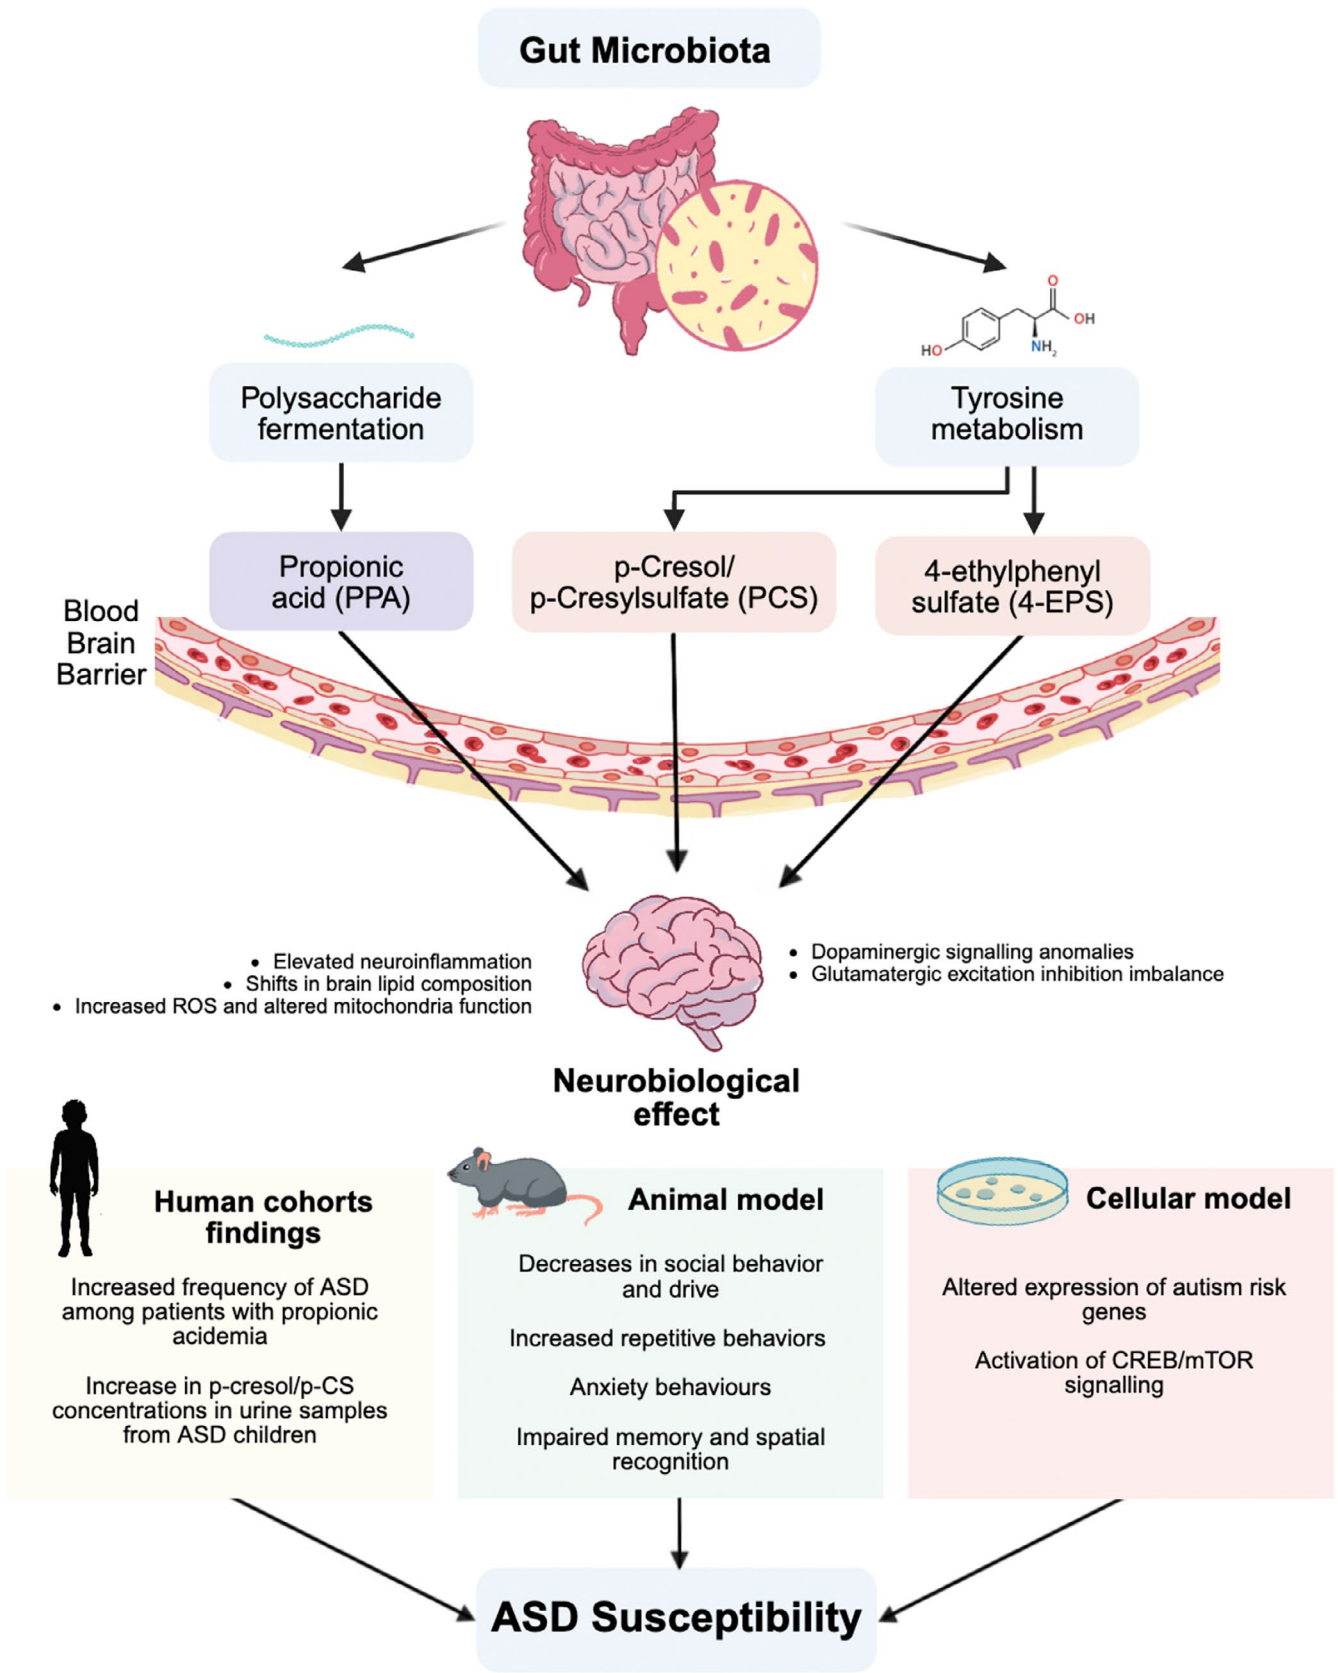 Gut Microbiota
O
OH
HO
NH2
Polysaccharide
fermentation
Tyrosine
metabolism
Propionic
acid (PPA)
p-Cresol/
p-Cresylsulfate (PCS)
4-ethylphenyl
sulfate (4-EPS)
Blood
Brain
Barrier
• Elevated neuroinflammation
• Shifts in brain lipid composition
• Increased ROS and altered mitochondria function
• Dopaminergic signalling anomalies
• Glutamatergic excitation inhibition imbalance
Neurobiological
effect
Human cohorts
findings
Increased frequency of ASD
among patients with propionic
acidemia
Increase in p-cresol/p-CS
concentrations in urine samples
from ASD children
Animal model
Decreases in social behavior
and drive
Increased repetitive behaviors
Anxiety behaviours
Impaired memory and spatial
recognition
Cellular model
Altered expression of autism risk
genes
Activation of CREB/mTOR
signalling
ASD Susceptibility